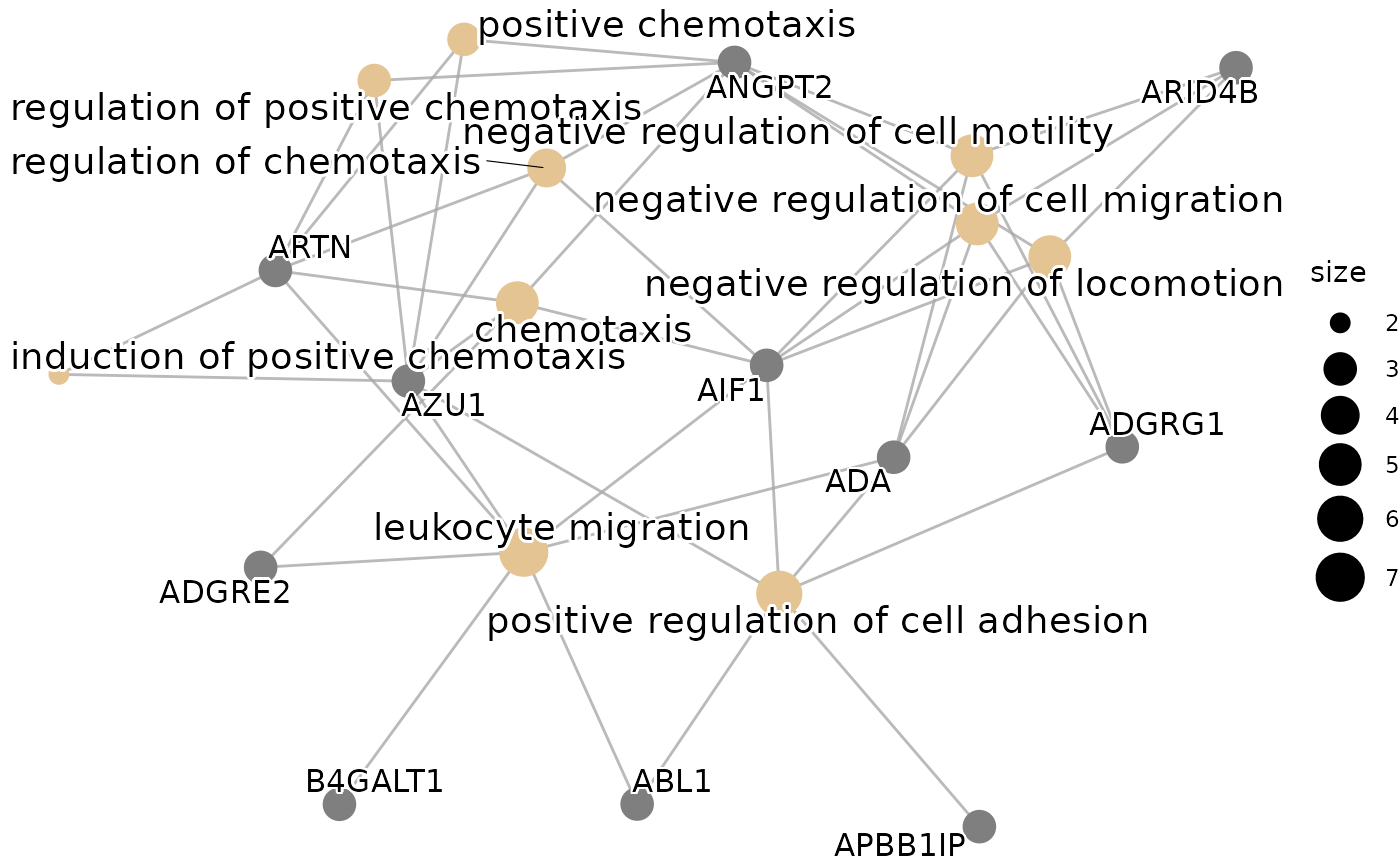 positive chemotaxis
ANGPT2
ARID4B
regulation of positive chemotaxis
negative regulation of cell motility
regulation of chemotaxis
negative regulation of cell migration
ARTN
size
negative regulation of locomotion
2
chemotaxis
induction of positive chemotaxis
3
AIF1
AZU1
4
ADGRG1
5
ADA
6
leukocyte migration
7
ADGRE2
positive regulation of cell adhesion
B4GALT1
ABL1
APBB1IP